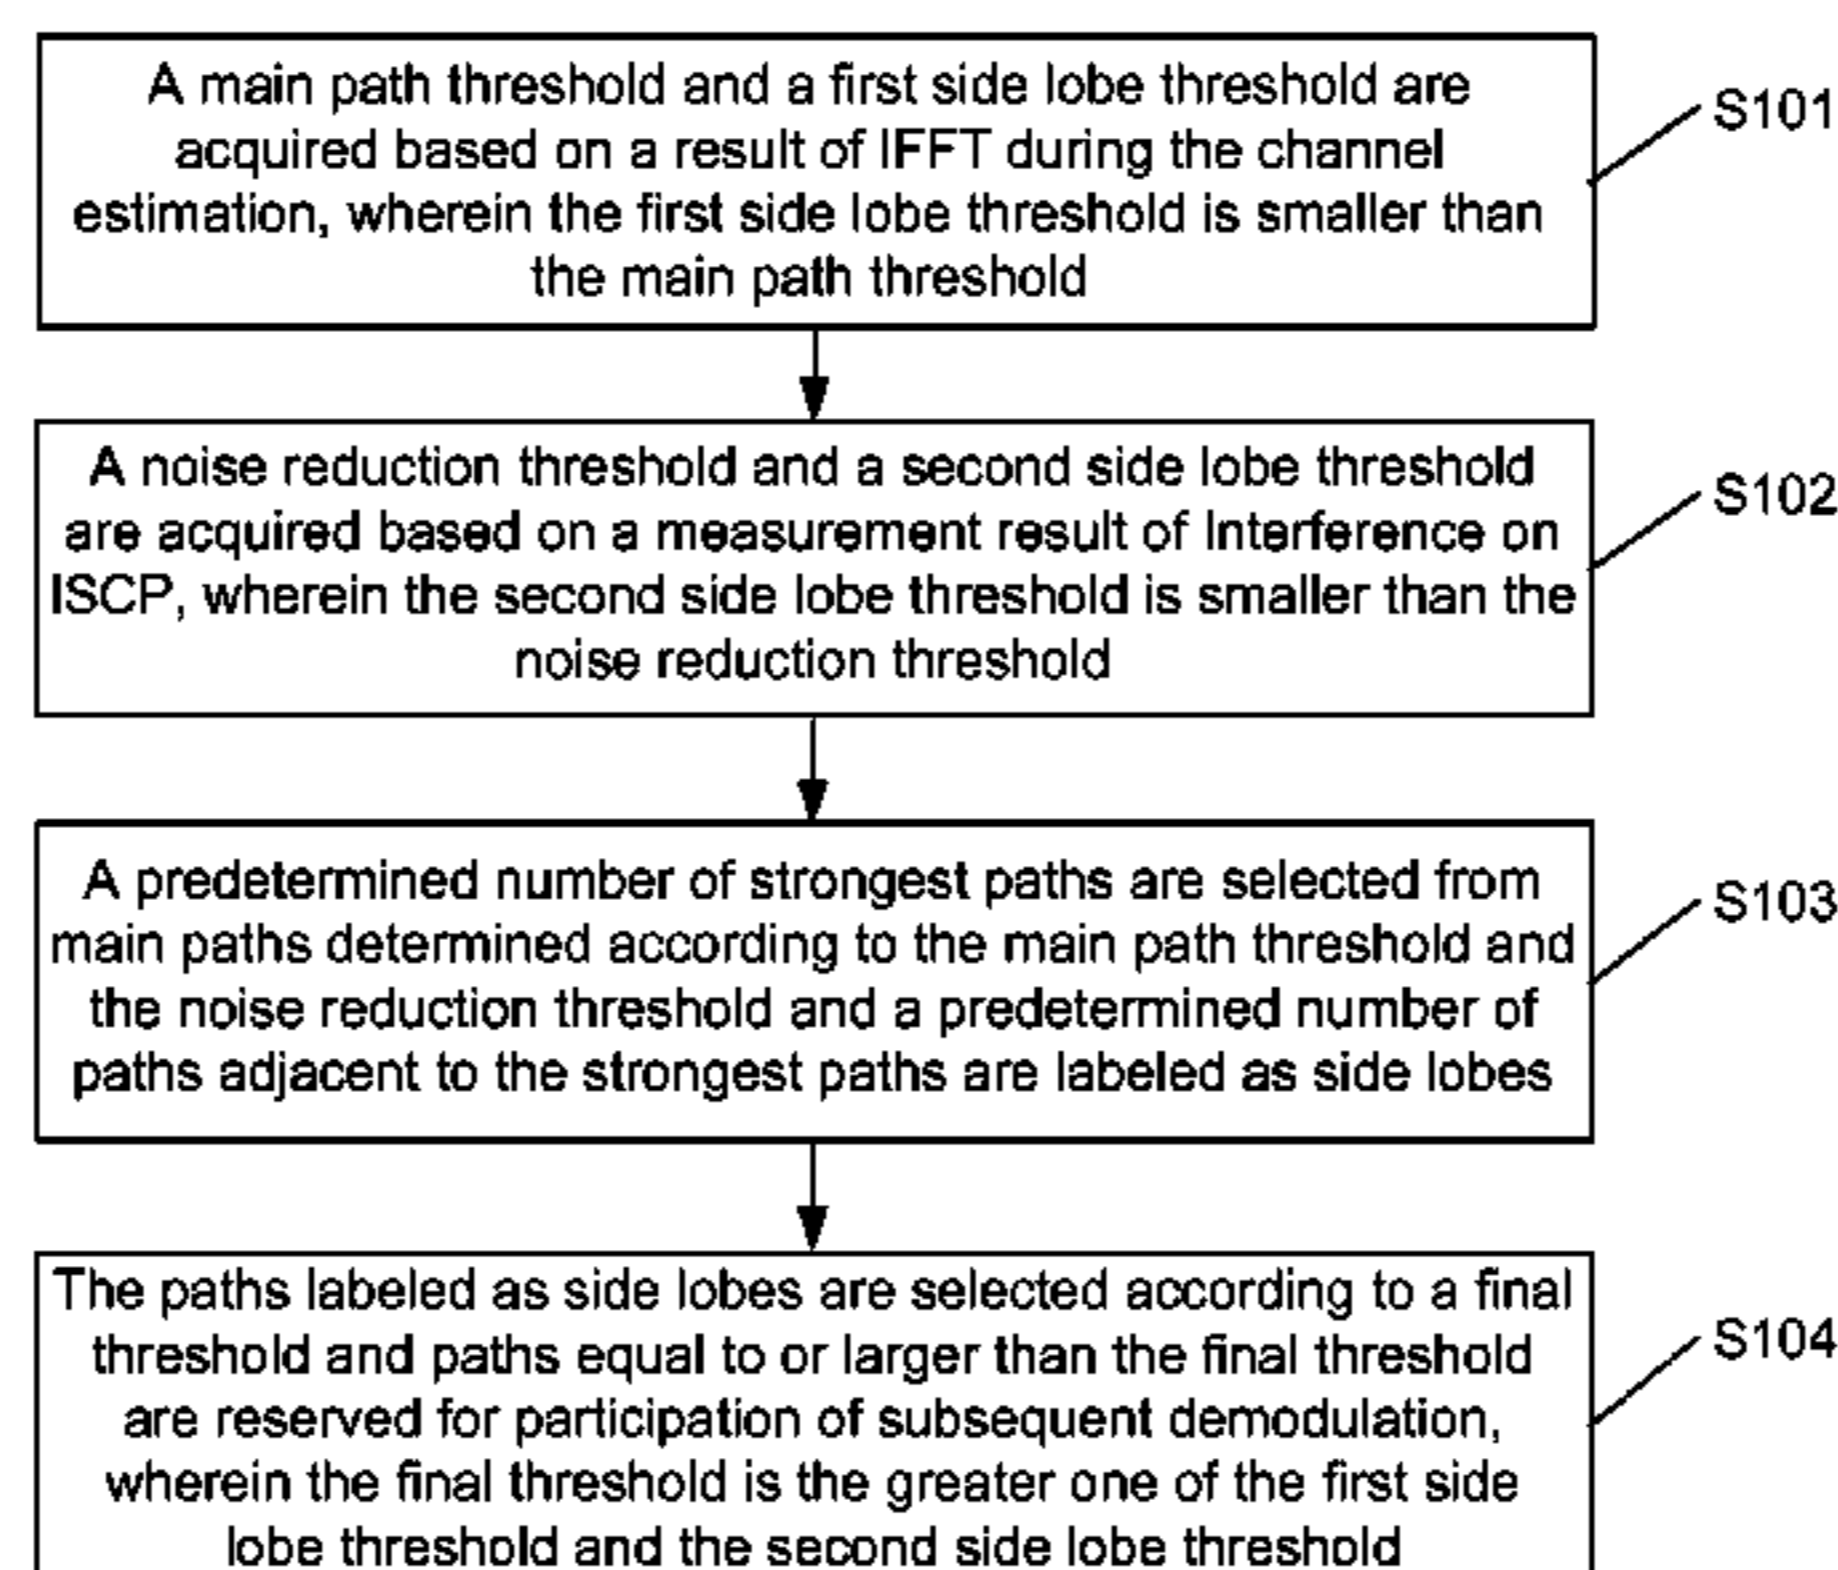 A main path threshold and a first side lobe threshold are
acquired based on a result of IFFT during the channel
estimation, wherein the first side lobe threshold is smaller than
the main path threshold
S101
A noise reduction threshold and a second side lobe threshold
are acquired based on a measurement result of Interference on
ISCP, wherein the second side lobe threshold is smaller than the
noise reduction threshold
S102
A predetermined number of strongest paths are selected from
main paths determined according to the main path threshold and
the noise reduction threshold and a predetermined number of
paths adjacent to the strongest paths are labeled as side lobes
S103
The paths labeled as side lobes are selected according to a final
threshold and paths equal to or larger than the final threshold
are reserved for participation of subsequent demodulation,
wherein the final threshold is the greater one of the first side
lobe threshold and the second side lobe threshold
S104